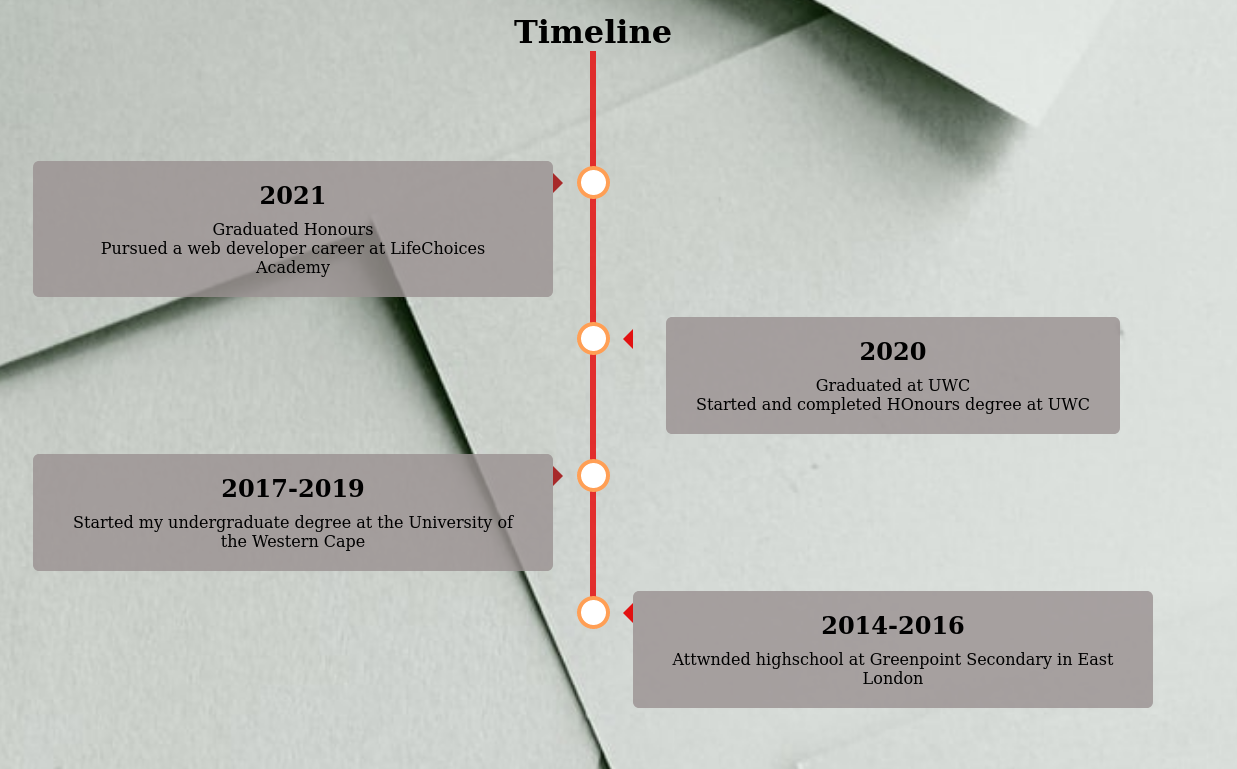 Timeline
2021
Graduated Honours
Pursued a web developer career at LifeChoices
Academy
2020
Graduated at UWC
Started and completed HOnours degree at UWC
2017-2019
Started my undergraduate degree at the University of
the Western Cape
2014-2016
Attwnded highschool at Greenpoint Secondary in East
London